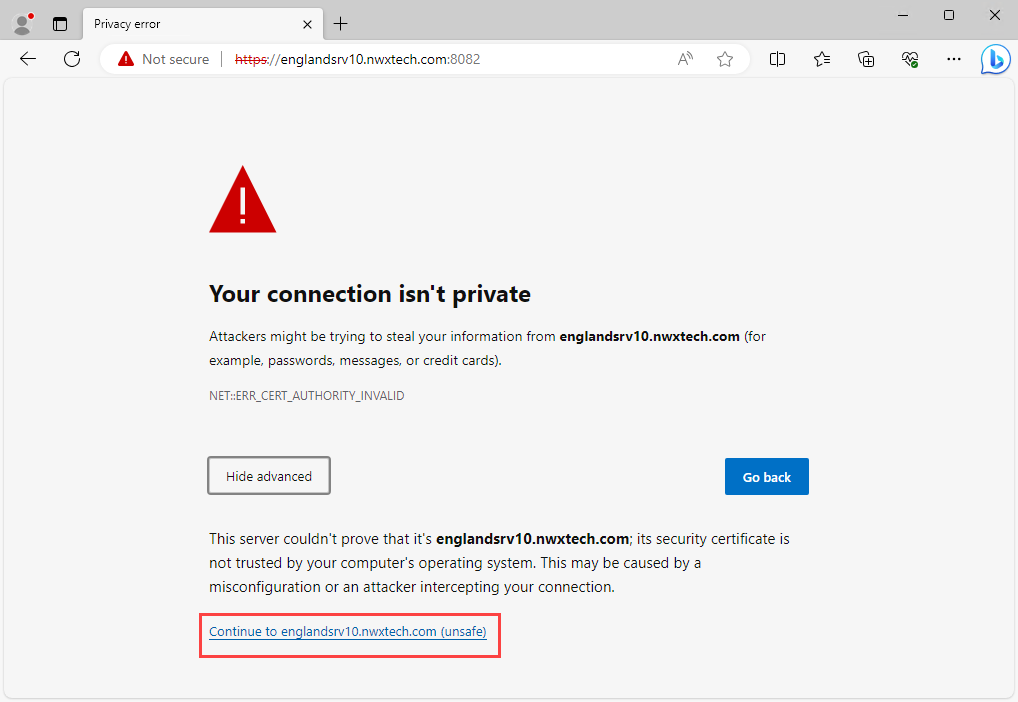 Privacy error
Not secure https://englandsrv10.nwxtech.com:8082
Your connection isn't private
Attackers might be trying to steal your information from englandsrv10.nwxtech.com (for
example, passwords, messages, or credit cards).
NET::ERR_CERT_AUTHORITY_INVALID
Hide advanced
Go back
This server couldn't prove that it's englandsrv10.nwxtech.com; its security certificate is
not trusted by your computer's operating system. This may be caused by a
misconfiguration or an attacker intercepting your connection.
Continue to englandsrv10.nwxtech.com (unsafe)